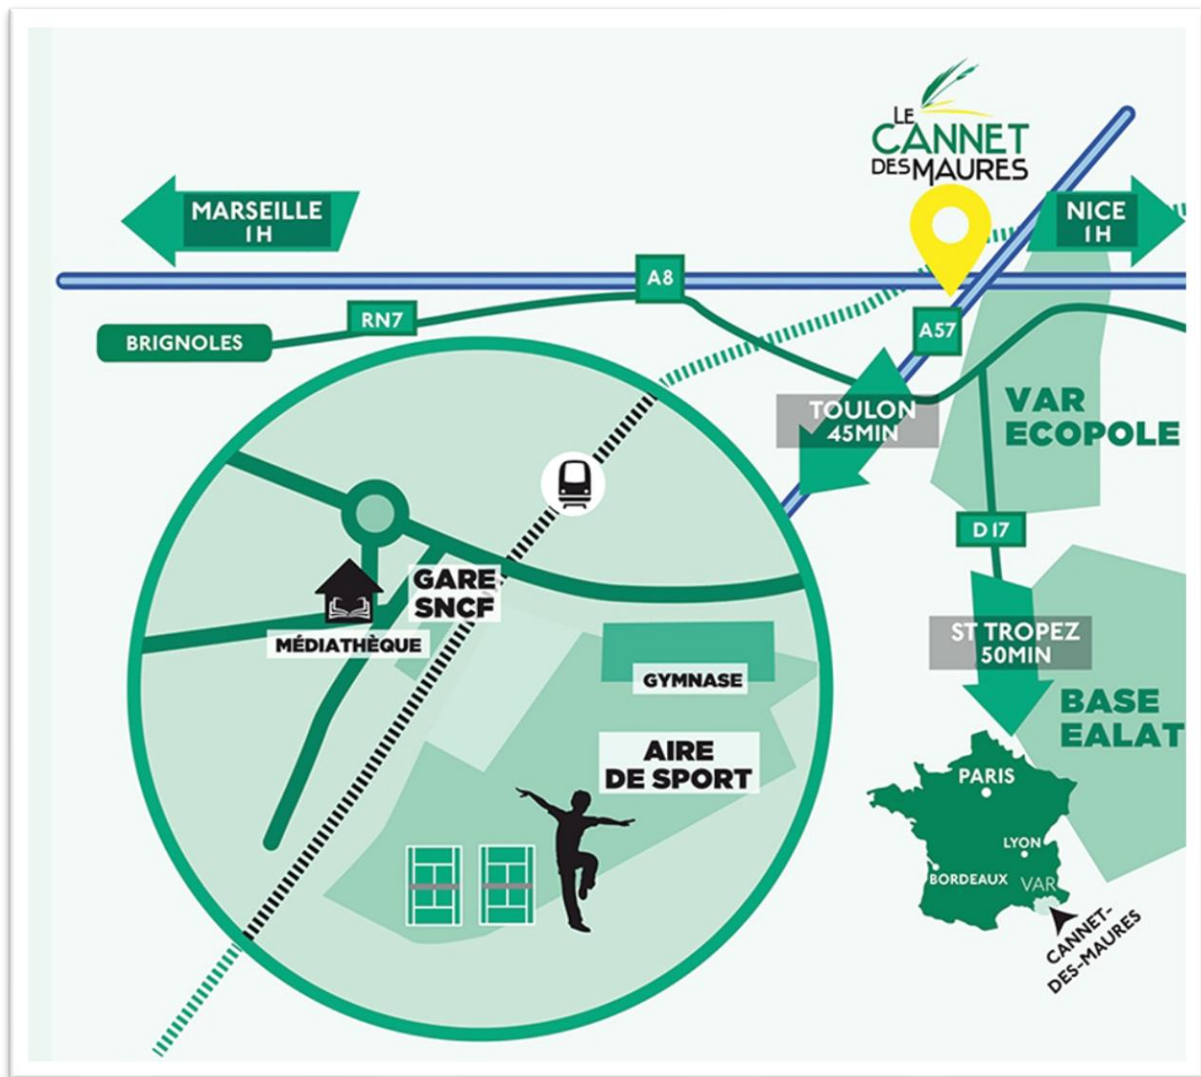 LE
CANNET
DES MAURES
MARSEILLE
1H
NICE
1H
A8
RN7
A57
BRIGNOLES
TOULON
45MIN
VAR
ECOPOLE
D17
GARE
SNCF
MÉDIATHÈQUE
ST TROPEZ
50MIN
GYMNASE
BASE
EALAT
AIRE
DE SPORT
PARIS
LYON
BORDEAUX
VAR
CANNET-
DES-MAURES